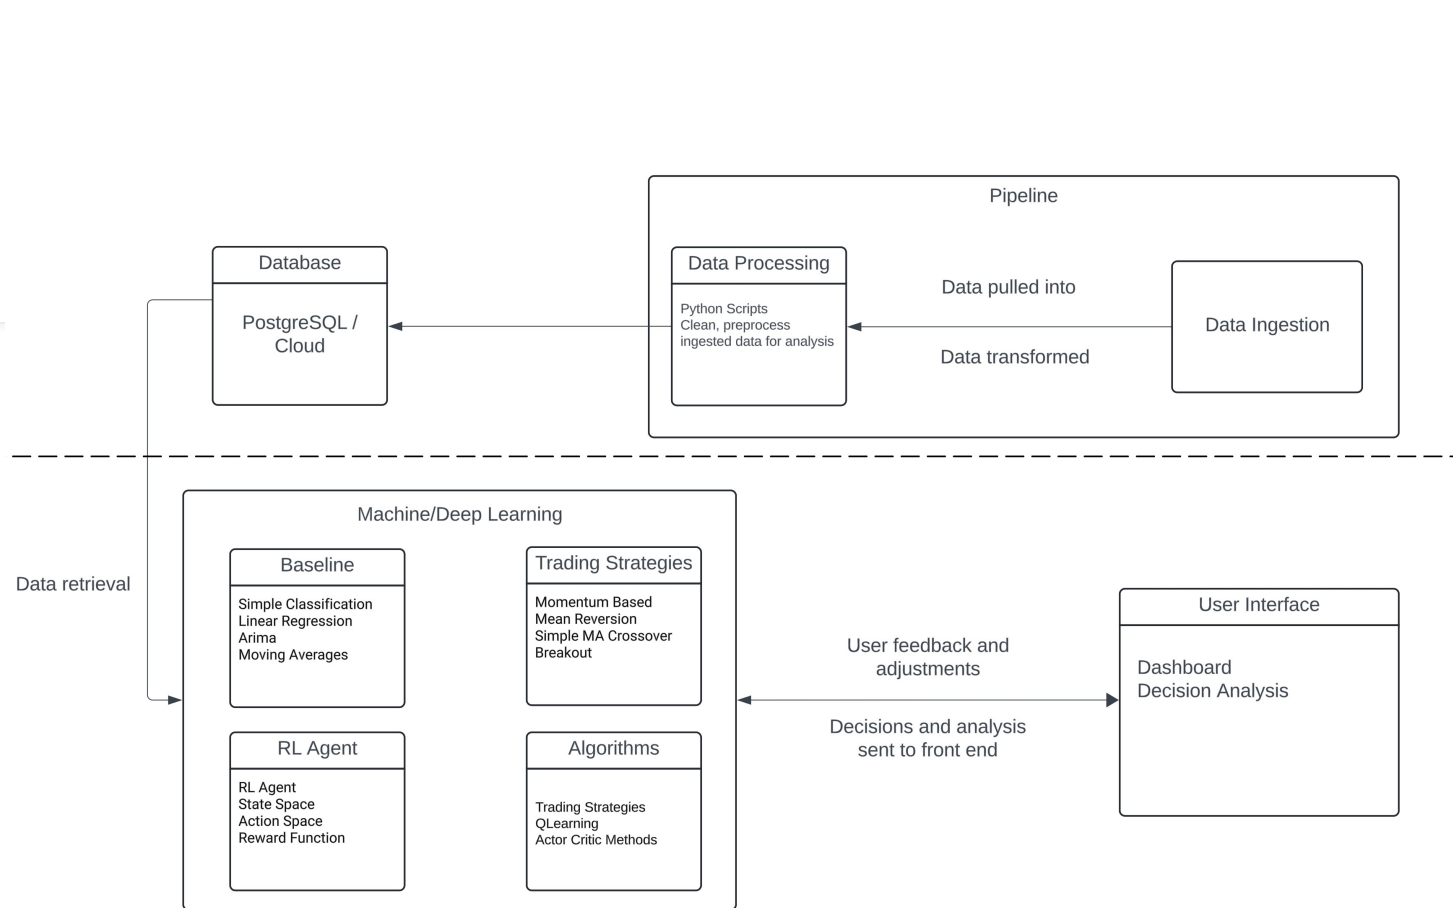 Pipeline
Database
PostgreSQL /
Cloud
Data Processing
Python Scripts
Clean, preprocess
ingested data for analysis
Data pulled into
Data transformed
Data Ingestion
Data retrieval
Machine/Deep Learning
Baseline
Simple Classification
Linear Regression
Arima
Moving Averages
Trading Strategies
Momentum Based
Mean Reversion
Simple MA Crossover
Breakout
RL Agent
RL Agent
State Space
Action Space
Reward Function
Algorithms
Trading Strategies
QLearning
Actor Critic Methods
User feedback and
adjustments
Decisions and analysis
sent to front end
User Interface
Dashboard
Decision Analysis